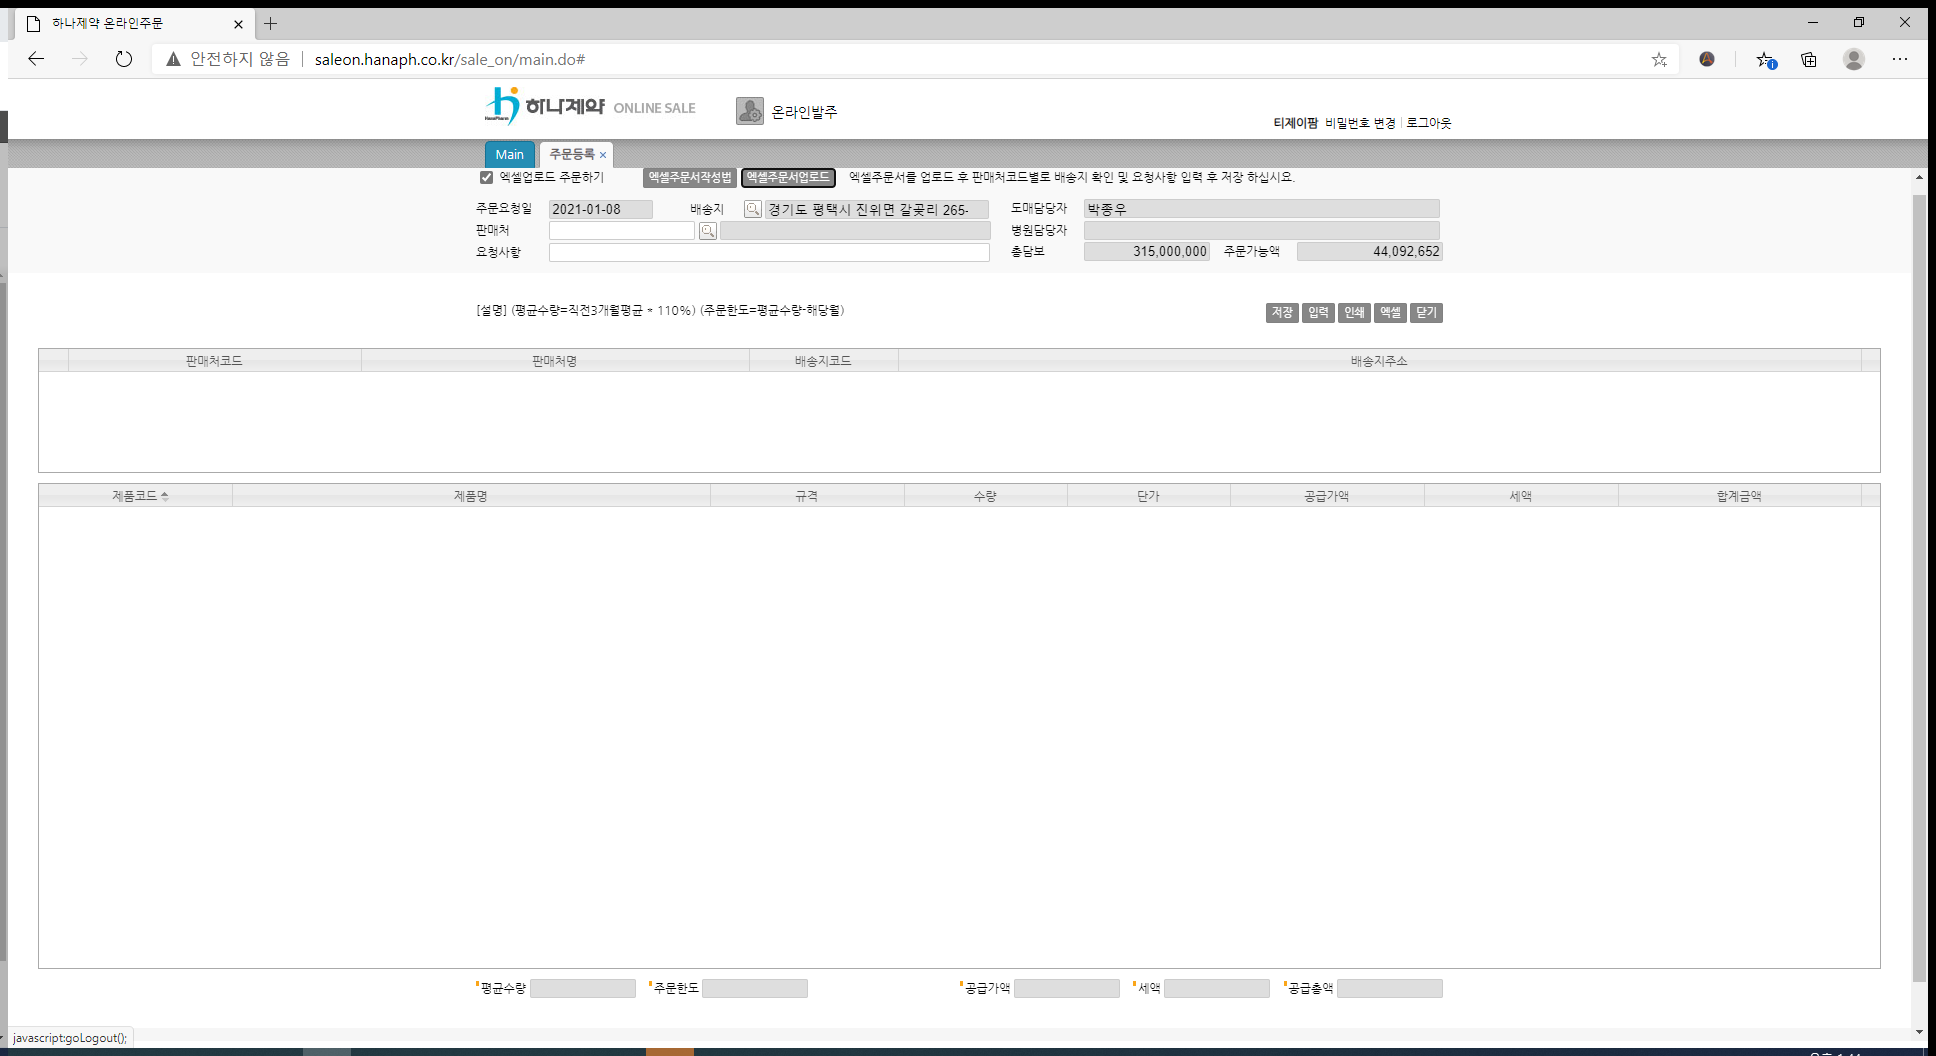 하나제약 온라인주문
안전하지 않음 saleon.hanaph.co.kr/sale_on/main.do#
하나제약 ONLINE SALE 온라인발주
HanaPharm
티제이팜 비밀번호 변경 로그아웃
Main 주문등록
엑셀업로드 주문하기 엑셀주문서작성법 엑셀주문서업로드 엑셀주문서를 업로드 후 판매처코드별로 배송지 확인 및 요청사항 입력 후 저장 하십시요.
주문요청일 2021-01-08 배송지 경기도 평택시 진위면 갈곶리 265- 도매담당자 박종우
판매처 병원담당자
요청사항 총담보 315,000,000 주문가능액 44,092,652
[설명] (평균수량=직전3개월평균 * 110%) (주문한도=평균수량-해당월) 저장 입력 인쇄 엑셀 닫기
판매처코드 판매처명 배송지코드 배송지주소
제품코드 제품명 규격 수량 단가 공급가액 세액 합계금액
평균수량 주문한도 공급가액 세액 공급총액
javascript:goLogout();